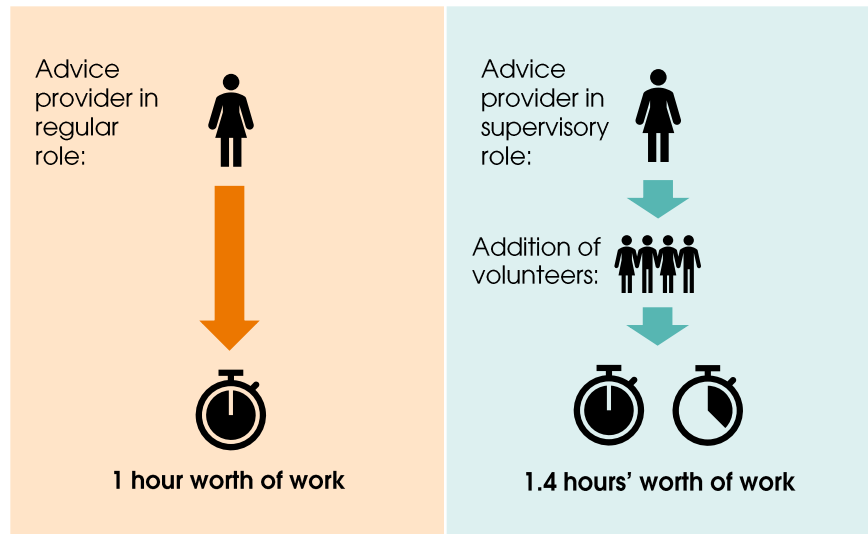 Advice
provider in
regular
role:
1 hour worth of work
Advice
provider in
supervisory
role:
Addition of
volunteers:
1.4 hours’ worth of work